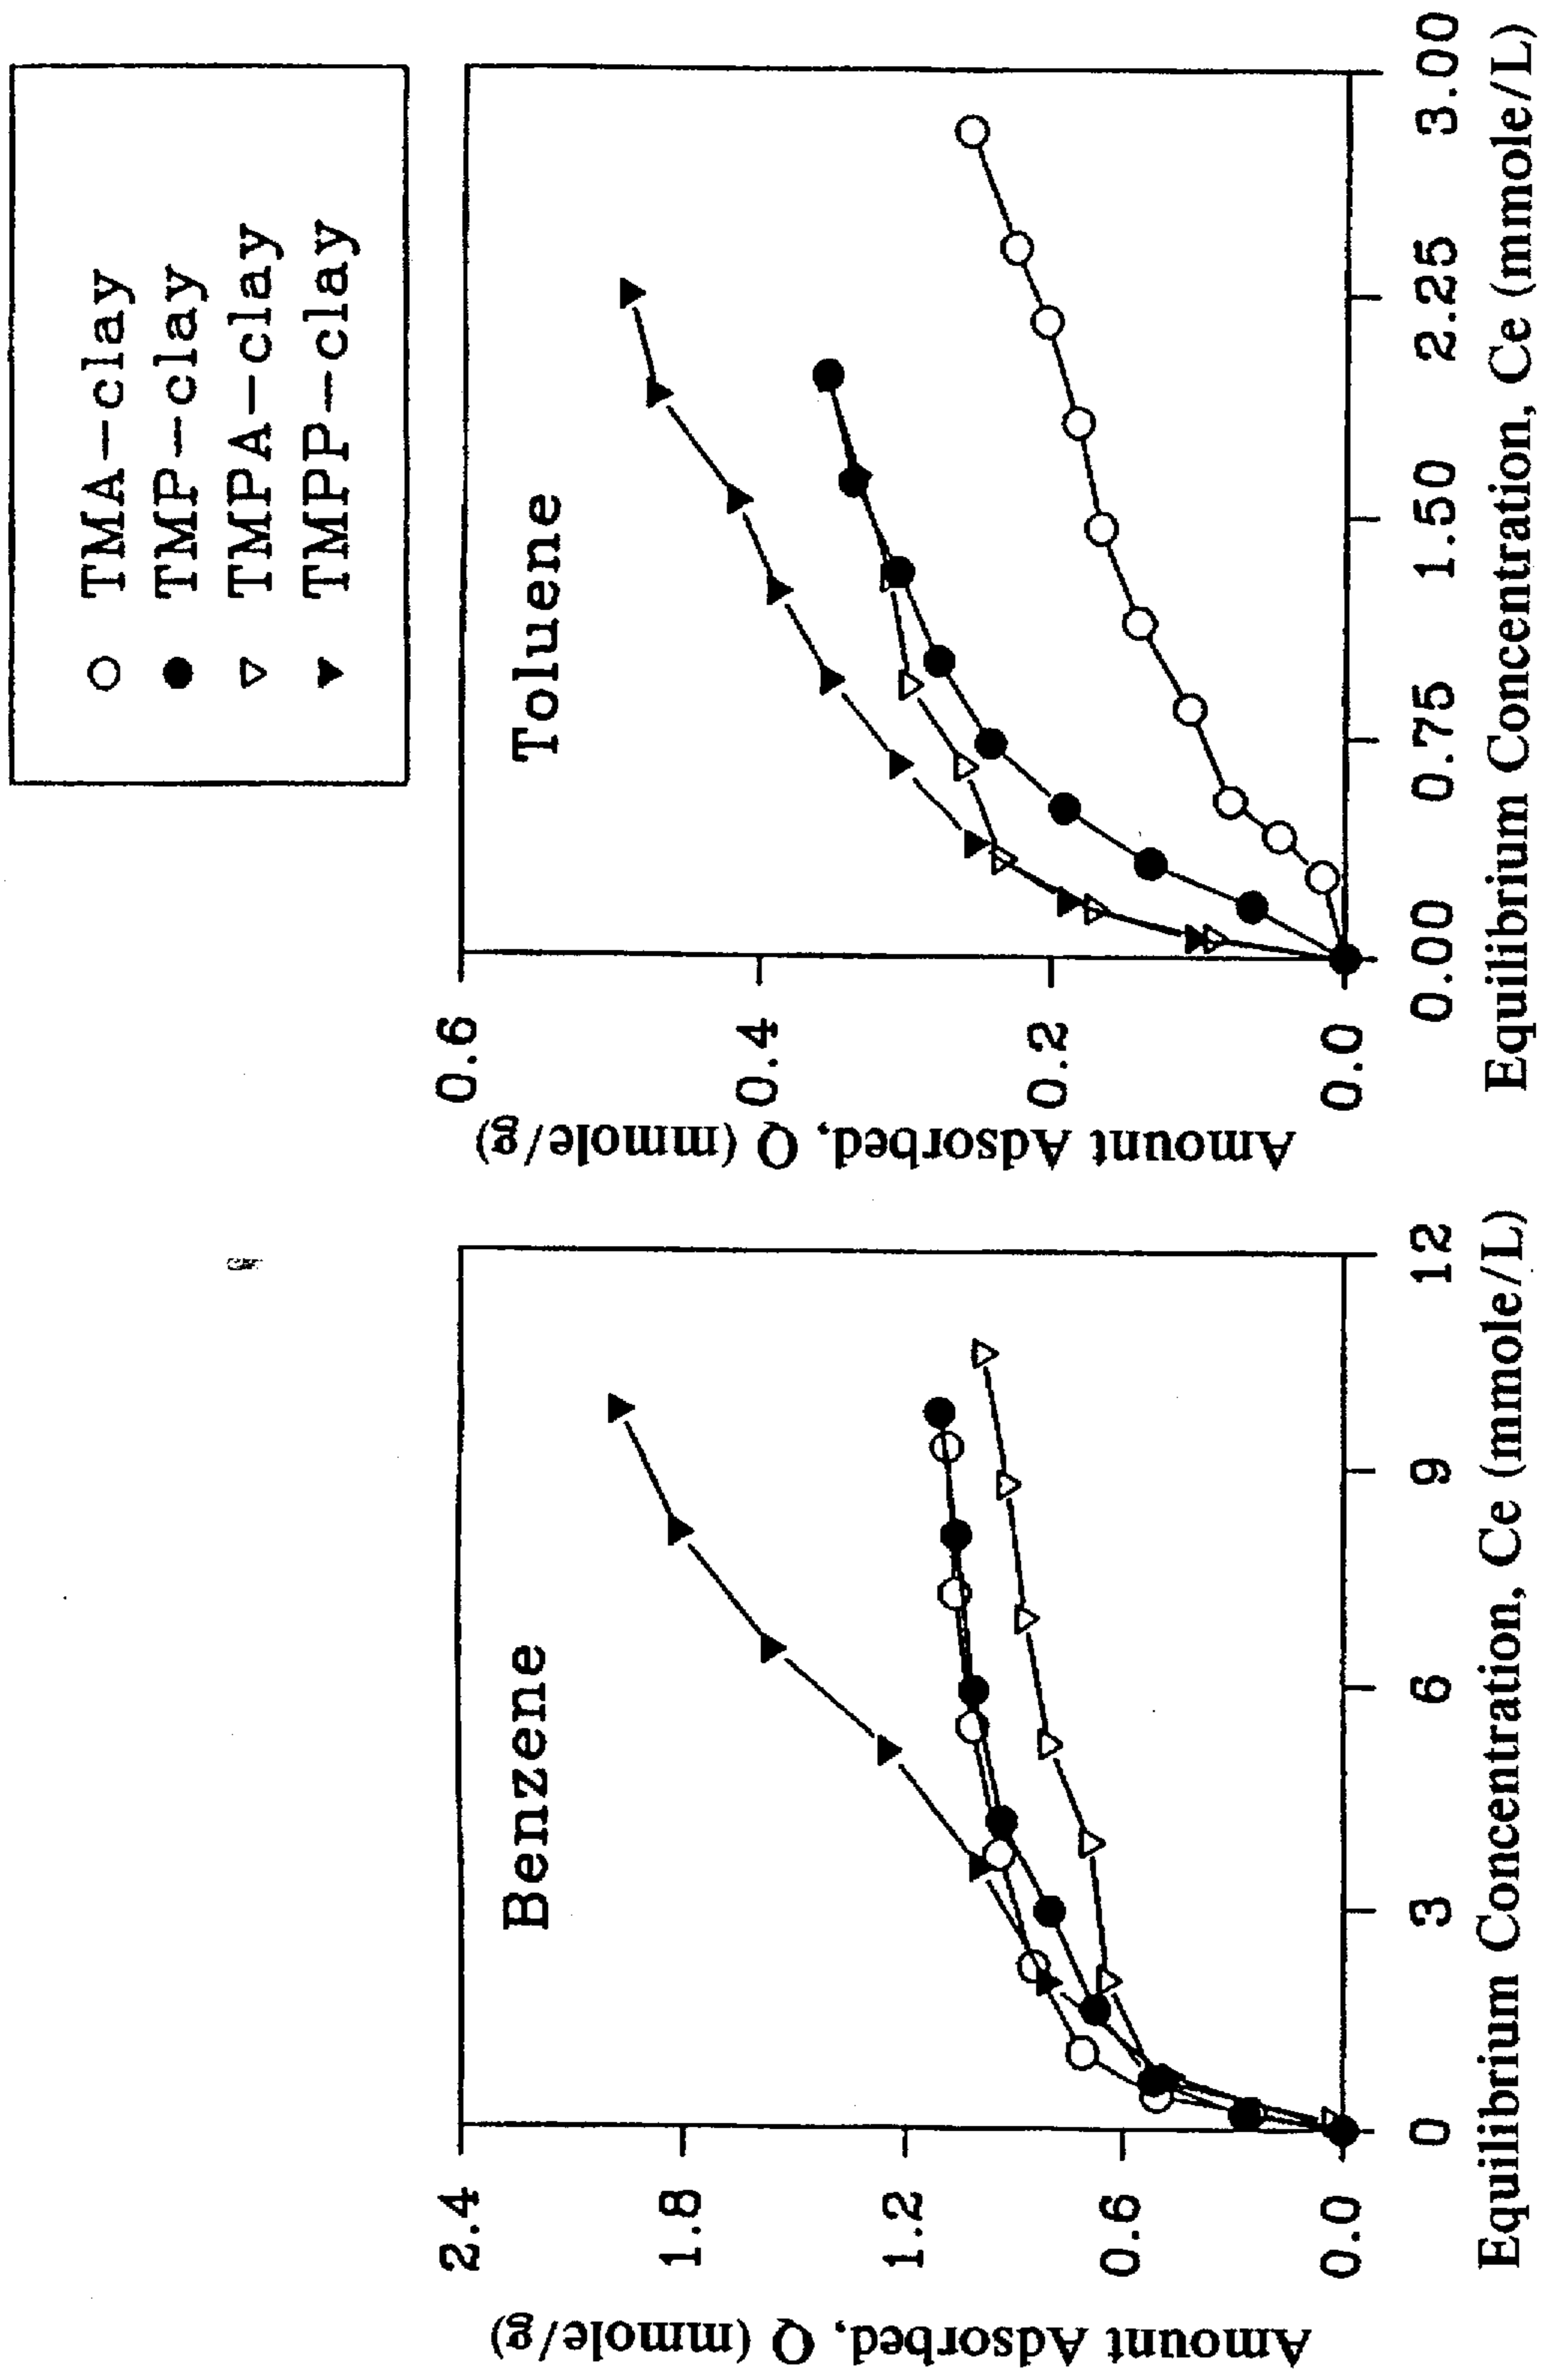 TMA-clay
TMP-clay
TMPA-clay
TMPP-clay
Benzene
Amount Adsorbed, Q (mmole/g)
2.4
1.8
1.2
0.6
0.0
0 3 6 9 12
Equilibrium Concentration, Ce (mmole/L)
Toluene
Amount Adsorbed, Q (mmole/g)
0.6
0.4
0.2
0.0
0.00 0.75 1.50 2.25 3.00
Equilibrium Concentration, Ce (mmole/L)